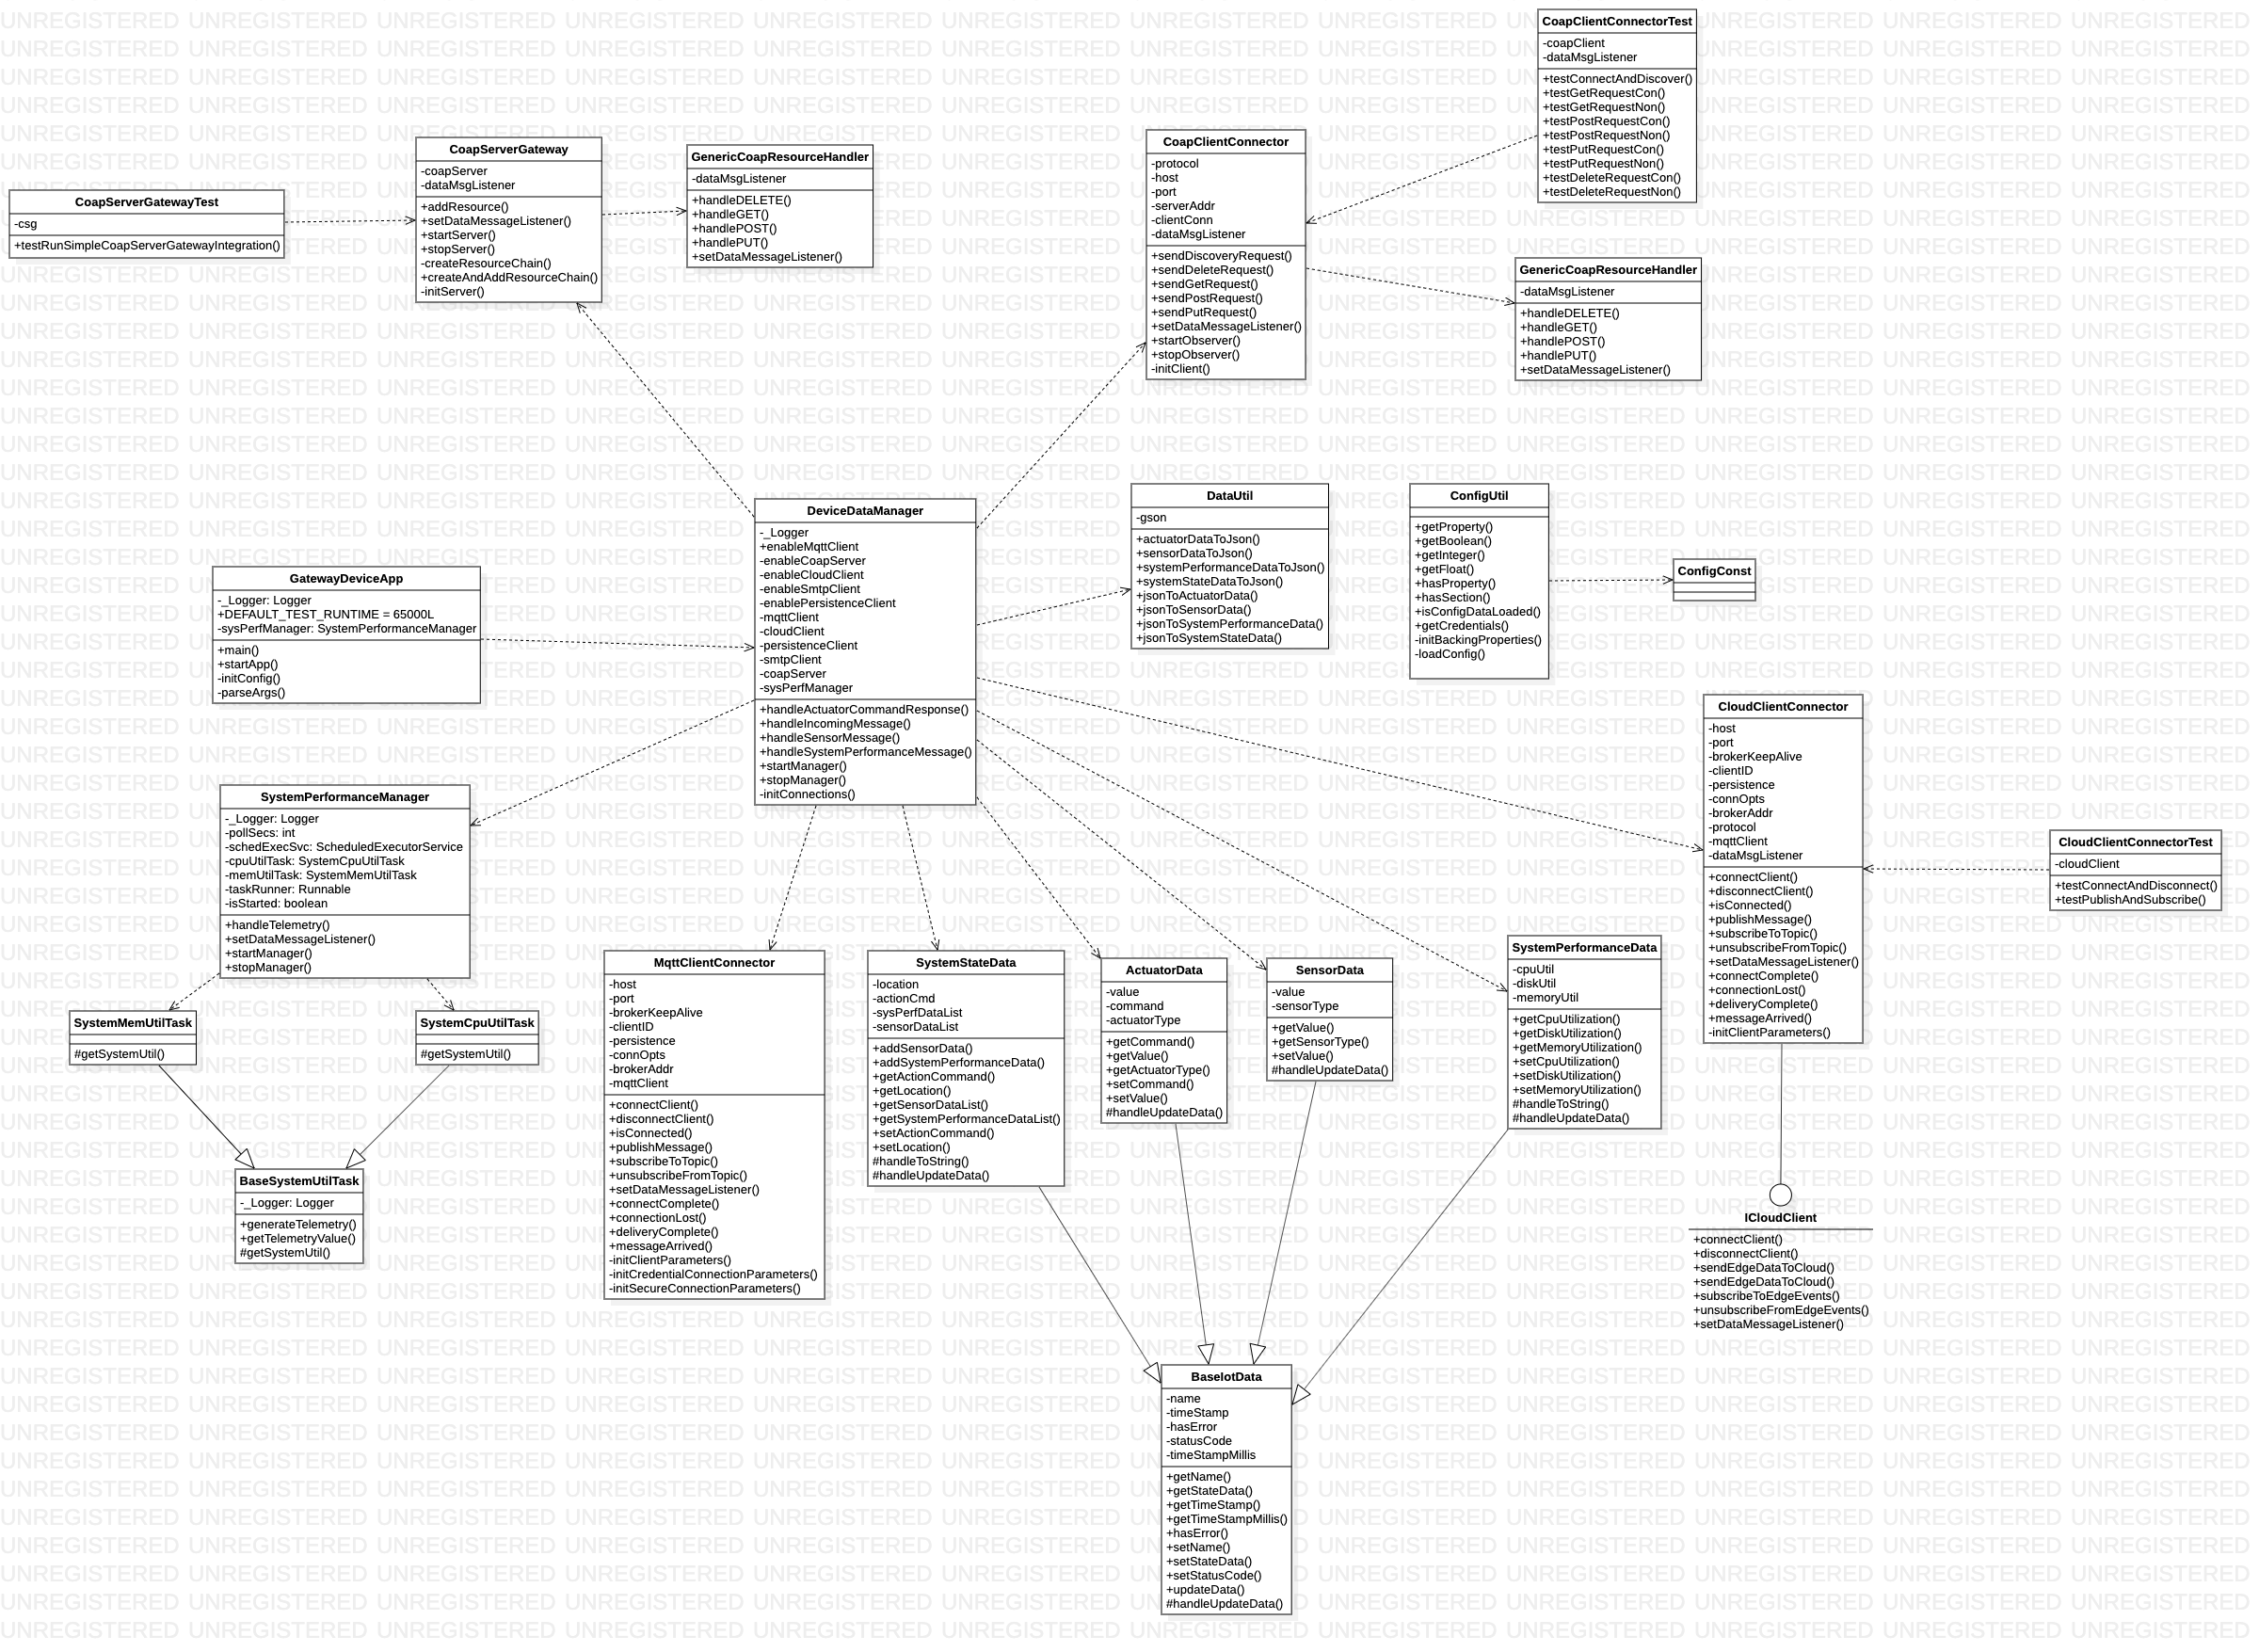 CoapClientConnectorTest
-coapClient
-dataMsgListener
+testConnectAndDiscover()
+testGetRequestCon()
+testGetRequestNon()
+testPostRequestCon()
+testPostRequestNon()
+testPutRequestCon()
+testPutRequestNon()
+testDeleteRequestCon()
+testDeleteRequestNon()
CoapServerGatewayTest
-csg
+testRunSimpleCoapServerGatewayIntegration()
CoapServerGateway
-coapServer
-dataMsgListener
+addResource()
+setDataMessageListener()
+startServer()
+stopServer()
-createResourceChain()
+createAndAddResourceChain()
-initServer()
GenericCoapResourceHandler
-dataMsgListener
+handleDELETE()
+handleGET()
+handlePOST()
+handlePUT()
+setDataMessageListener()
CoapClientConnector
-protocol
-host
-port
-serverAddr
-clientConn
-dataMsgListener
+sendDiscoveryRequest()
+sendDeleteRequest()
+sendGetRequest()
+sendPostRequest()
+sendPutRequest()
+setDataMessageListener()
+startObserver()
+stopObserver()
-initClient()
GenericCoapResourceHandler
-dataMsgListener
+handleDELETE()
+handleGET()
+handlePOST()
+handlePUT()
+setDataMessageListener()
GatewayDeviceApp
-_Logger: Logger
+DEFAULT_TEST_RUNTIME = 65000L
-sysPerfManager: SystemPerformanceManager
+main()
+startApp()
-initConfig()
-parseArgs()
DeviceDataManager
-_Logger
+enableMqttClient
-enableCoapServer
-enableCloudClient
-enableSmtpClient
-enablePersistenceClient
-mqttClient
-cloudClient
-persistenceClient
-smtpClient
-coapServer
-sysPerfManager
+handleActuatorCommandResponse()
+handleIncomingMessage()
+handleSensorMessage()
+handleSystemPerformanceMessage()
+startManager()
+stopManager()
-initConnections()
DataUtil
-gson
+actuatorDataToJson()
+sensorDataToJson()
+systemPerformanceDataToJson()
+systemStateDataToJson()
+jsonToActuatorData()
+jsonToSensorData()
+jsonToSystemPerformanceData()
+jsonToSystemStateData()
ConfigUtil
+getProperty()
+getBoolean()
+getInteger()
+getFloat()
+hasProperty()
+hasSection()
+isConfigDataLoaded()
+getCredentials()
-initBackingProperties()
-loadConfig()
ConfigConst
CloudClientConnector
-host
-port
-brokerKeepAlive
-clientID
-persistence
-connOpts
-brokerAddr
-protocol
-mqttClient
-dataMsgListener
+connectClient()
+disconnectClient()
+isConnected()
+publishMessage()
+subscribeToTopic()
+unsubscribeFromTopic()
+setDataMessageListener()
+connectComplete()
+connectionLost()
+deliveryComplete()
+messageArrived()
-initClientParameters()
CloudClientConnectorTest
-cloudClient
+testConnectAndDisconnect()
+testPublishAndSubscribe()
SystemPerformanceManager
-_Logger: Logger
-pollSecs: int
-schedExecSvc: ScheduledExecutorService
-cpuUtilTask: SystemCpuUtilTask
-memUtilTask: SystemMemUtilTask
-taskRunner: Runnable
-isStarted: boolean
+handleTelemetry()
+setDataMessageListener()
+startManager()
+stopManager()
SystemMemUtilTask
#getSystemUtil()
SystemCpuUtilTask
#getSystemUtil()
BaseSystemUtilTask
-_Logger: Logger
+generateTelemetry()
+getTelemetryValue()
#getSystemUtil()
MqttClientConnector
-host
-port
-brokerKeepAlive
-clientID
-persistence
-connOpts
-brokerAddr
-mqttClient
+connectClient()
+disconnectClient()
+isConnected()
+publishMessage()
+subscribeToTopic()
+unsubscribeFromTopic()
+setDataMessageListener()
+connectComplete()
+connectionLost()
+deliveryComplete()
+messageArrived()
-initClientParameters()
-initCredentialConnectionParameters()
-initSecureConnectionParameters()
SystemStateData
-location
-actionCmd
-sysPerfDataList
-sensorDataList
+addSensorData()
+addSystemPerformanceData()
+getActionCommand()
+getLocation()
+getSensorDataList()
+getSystemPerformanceDataList()
+setActionCommand()
+setLocation()
#handleToString()
#handleUpdateData()
ActuatorData
-value
-command
-actuatorType
+getCommand()
+getValue()
+getActuatorType()
+setCommand()
+setValue()
#handleUpdateData()
SensorData
-value
-sensorType
+getValue()
+getSensorType()
+setValue()
#handleUpdateData()
SystemPerformanceData
-cpuUtil
-diskUtil
-memoryUtil
+getCpuUtilization()
+getDiskUtilization()
+getMemoryUtilization()
+setCpuUtilization()
+setDiskUtilization()
+setMemoryUtilization()
#handleToString()
#handleUpdateData()
ICloudClient
+connectClient()
+disconnectClient()
+sendEdgeDataToCloud()
+sendEdgeDataToCloud()
+subscribeToEdgeEvents()
+unsubscribeFromEdgeEvents()
+setDataMessageListener()
BaseIotData
-name
-timeStamp
-hasError
-statusCode
-timeStampMillis
+getName()
+getStateData()
+getTimeStamp()
+getTimeStampMillis()
+hasError()
+setName()
+setStateData()
+setStatusCode()
+updateData()
#handleUpdateData()
UNREGISTERED